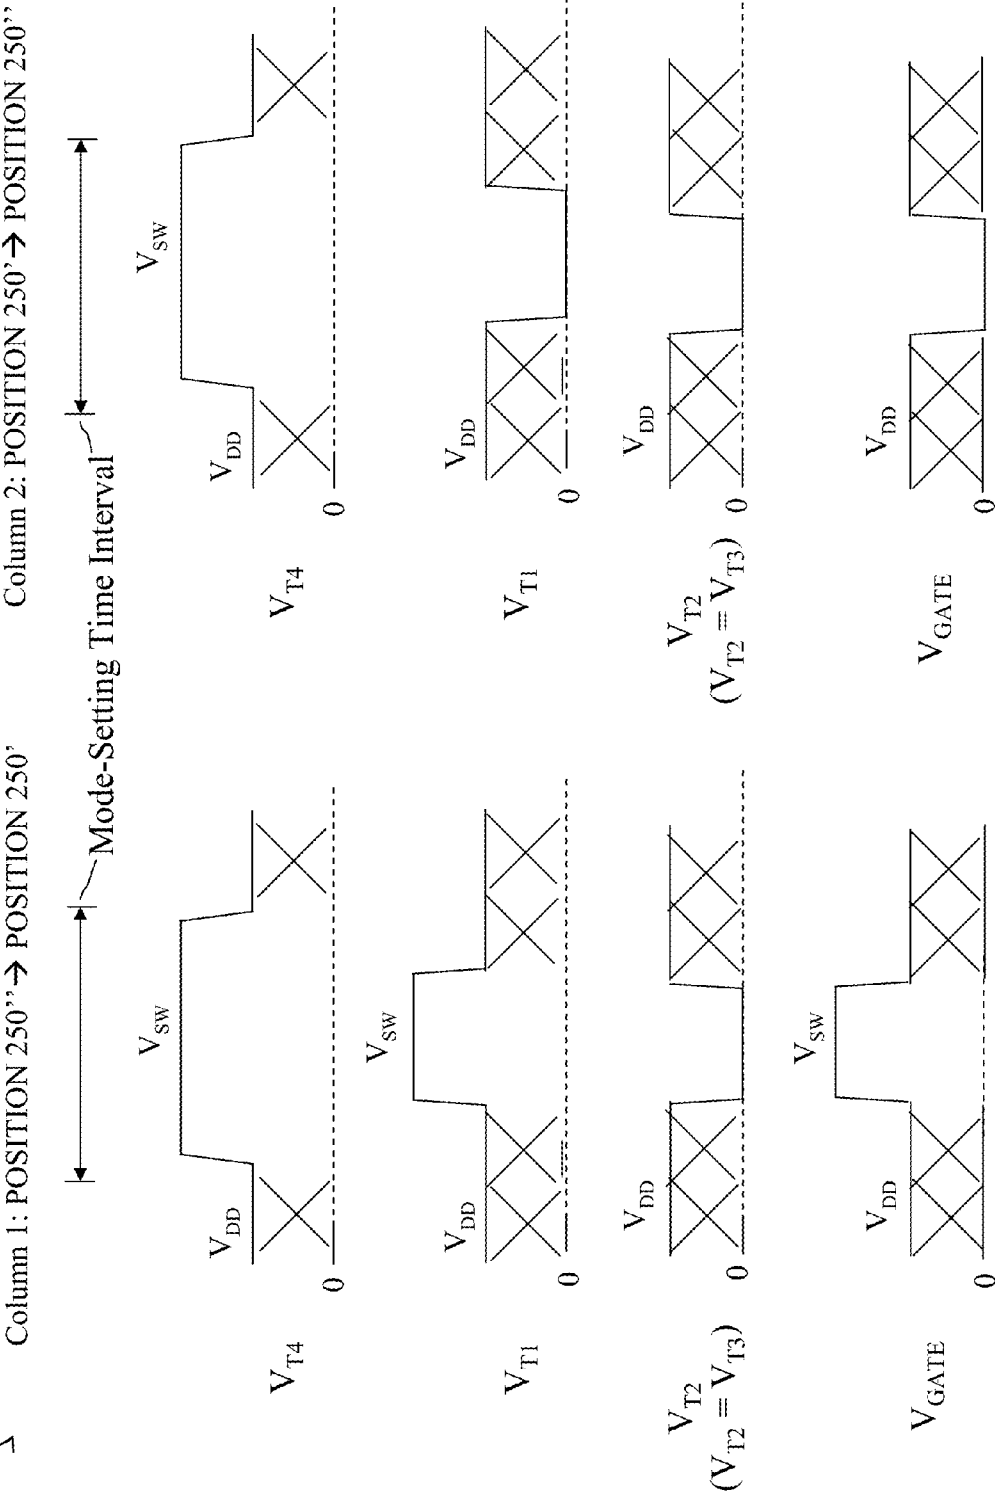 Column 1: POSITION 250’’→ POSITION 250’
Column 2: POSITION 250’→ POSITION 250’’
Mode-Setting Time Interval
V_T4
V_DD
V_SW
0
V_DD
V_SW
0
V_T4
V_T1
V_DD
V_SW
0
V_T1
V_DD
0
V_T2
(V_T2 = V_T3)
V_DD
0
V_T2
(V_T2 = V_T3)
V_DD
0
V_GATE
V_DD
V_SW
0
V_GATE
V_DD
0